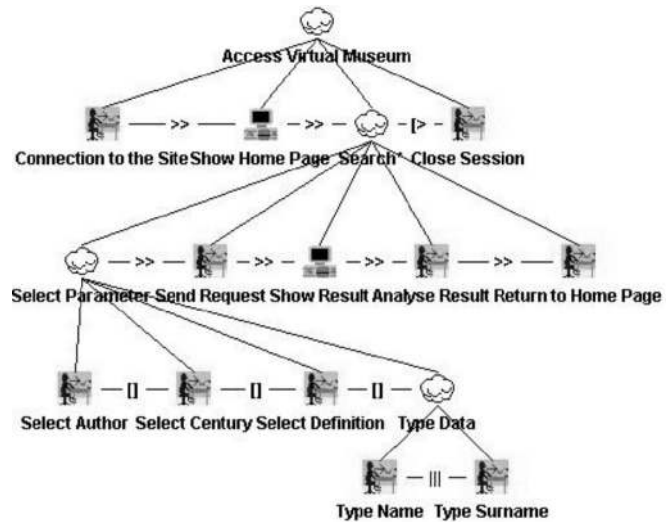 Access Virtual Museum
>> >> [>
Connection to the Site Show Home Page Search* Close Session
>> >> >> >>
Select Parameter Send Request Show Result Analyse Result Return to Home Page
[] [] []
Select Author Select Century Select Definition Type Data
|||
Type Name Type Surname